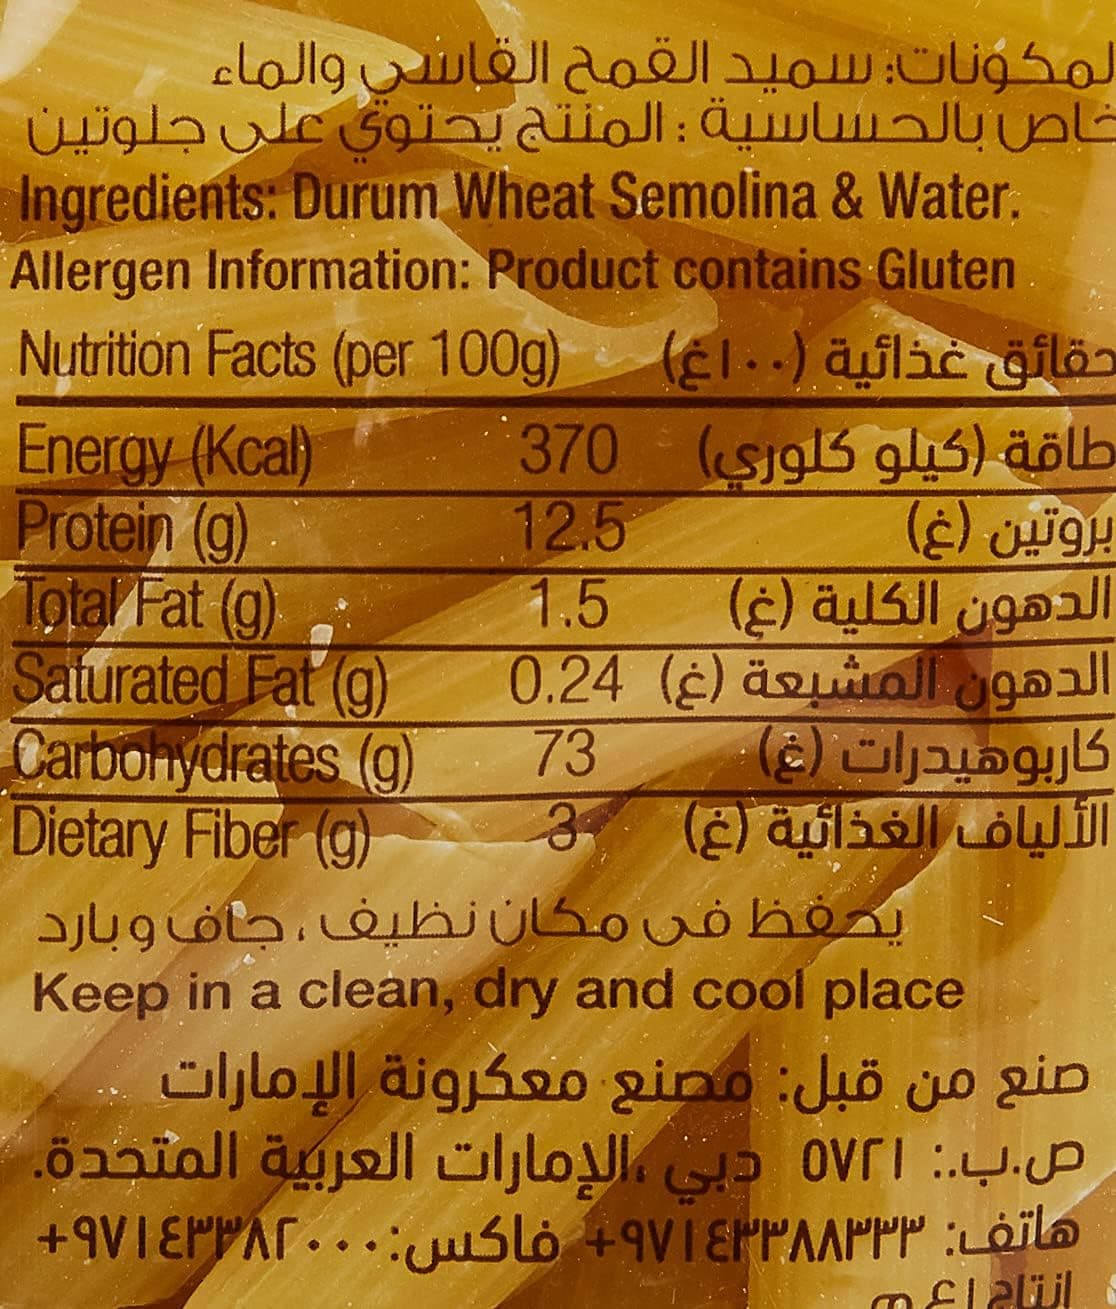 المكونات: سميد القمح القاسي والماء
خاص بالحساسية : المنتج يحتوي على جلوتين
Ingredients: Durum Wheat Semolina & Water.
Allergen Information: Product contains Gluten
Nutrition Facts (per 100g) حقائق غذائية (١٠٠غ)
Energy (Kcal) 370 طاقة (كيلو كلوري)
Protein (g) 12.5 بروتين (غ)
Total Fat (g) 1.5 الدهون الكلية (غ)
Saturated Fat (g) 0.24 الدهون المشبعة (غ)
Carbohydrates (g) 73 كاربوهيدرات (غ)
Dietary Fiber (g) 3 الألياف الغذائية (غ)
يحفظ فى مكان نظيف، جاف وبارد
Keep in a clean, dry and cool place
صنع من قبل: مصنع معكرونة الإمارات
ص.ب.: ٥٧٢١ دبي ،الإمارات العربية المتحدة.
هاتف: ٩٧١٤٣٣٨٨٣٣٣+ فاكس: ٩٧١٤٣٣٨٢٠٠٠+